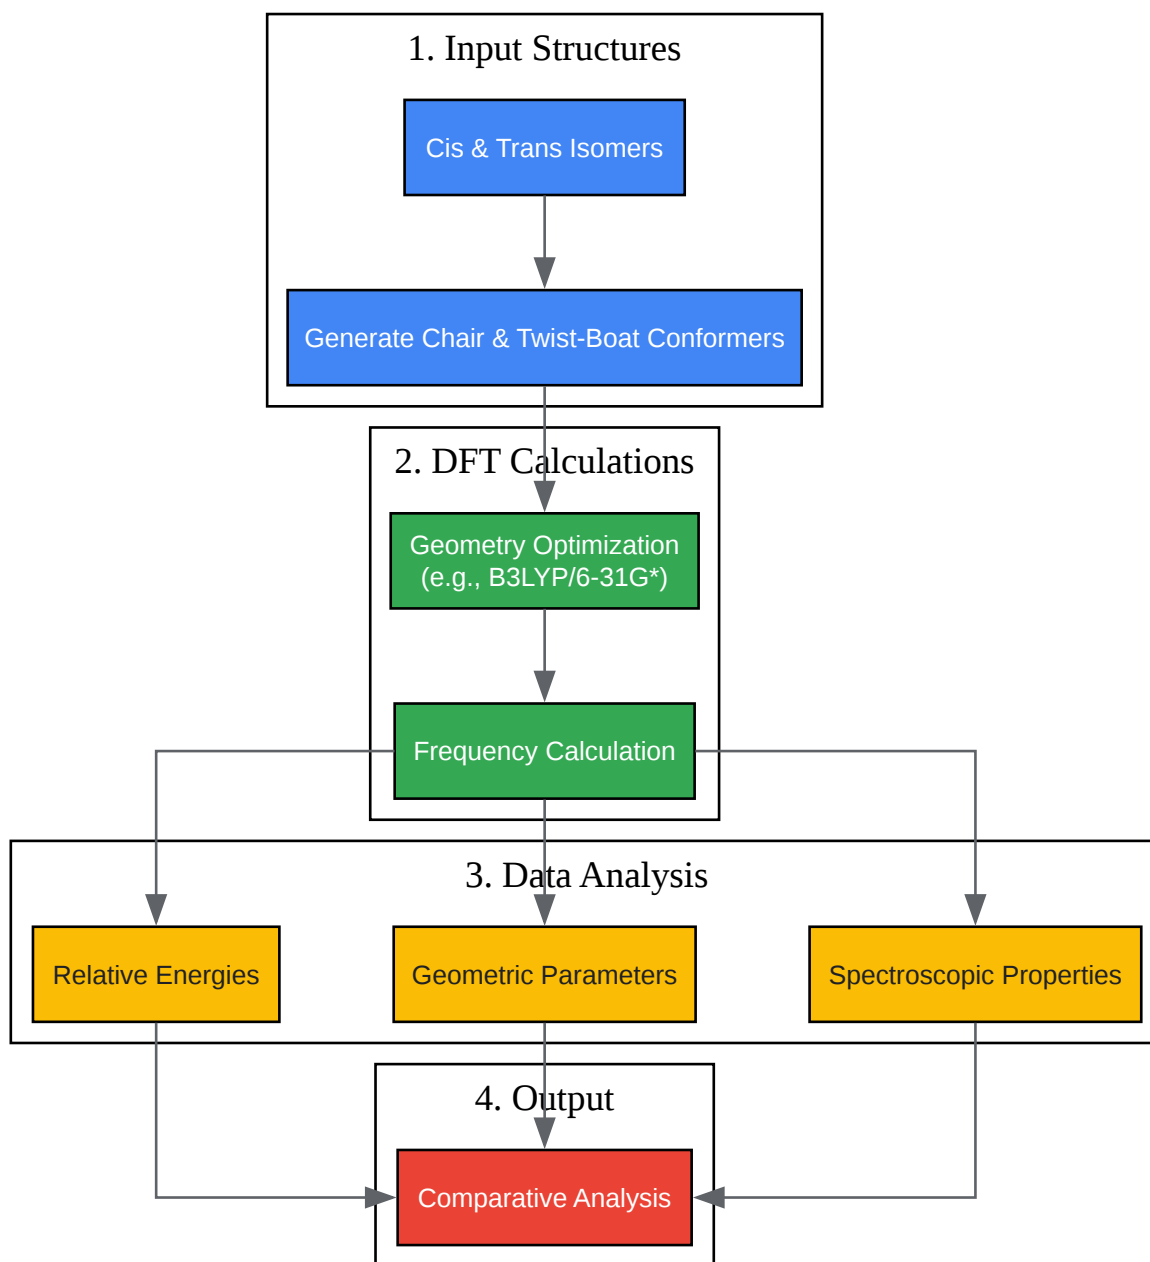 1. Input Structures
Cis & Trans Isomers
Generate Chair & Twist-Boat Conformers
2. DFT Calculations
Geometry Optimization
(e.g., B3LYP/6-31G*)
Frequency Calculation
3. Data Analysis
Relative Energies
Geometric Parameters
Spectroscopic Properties
4. Output
Comparative Analysis